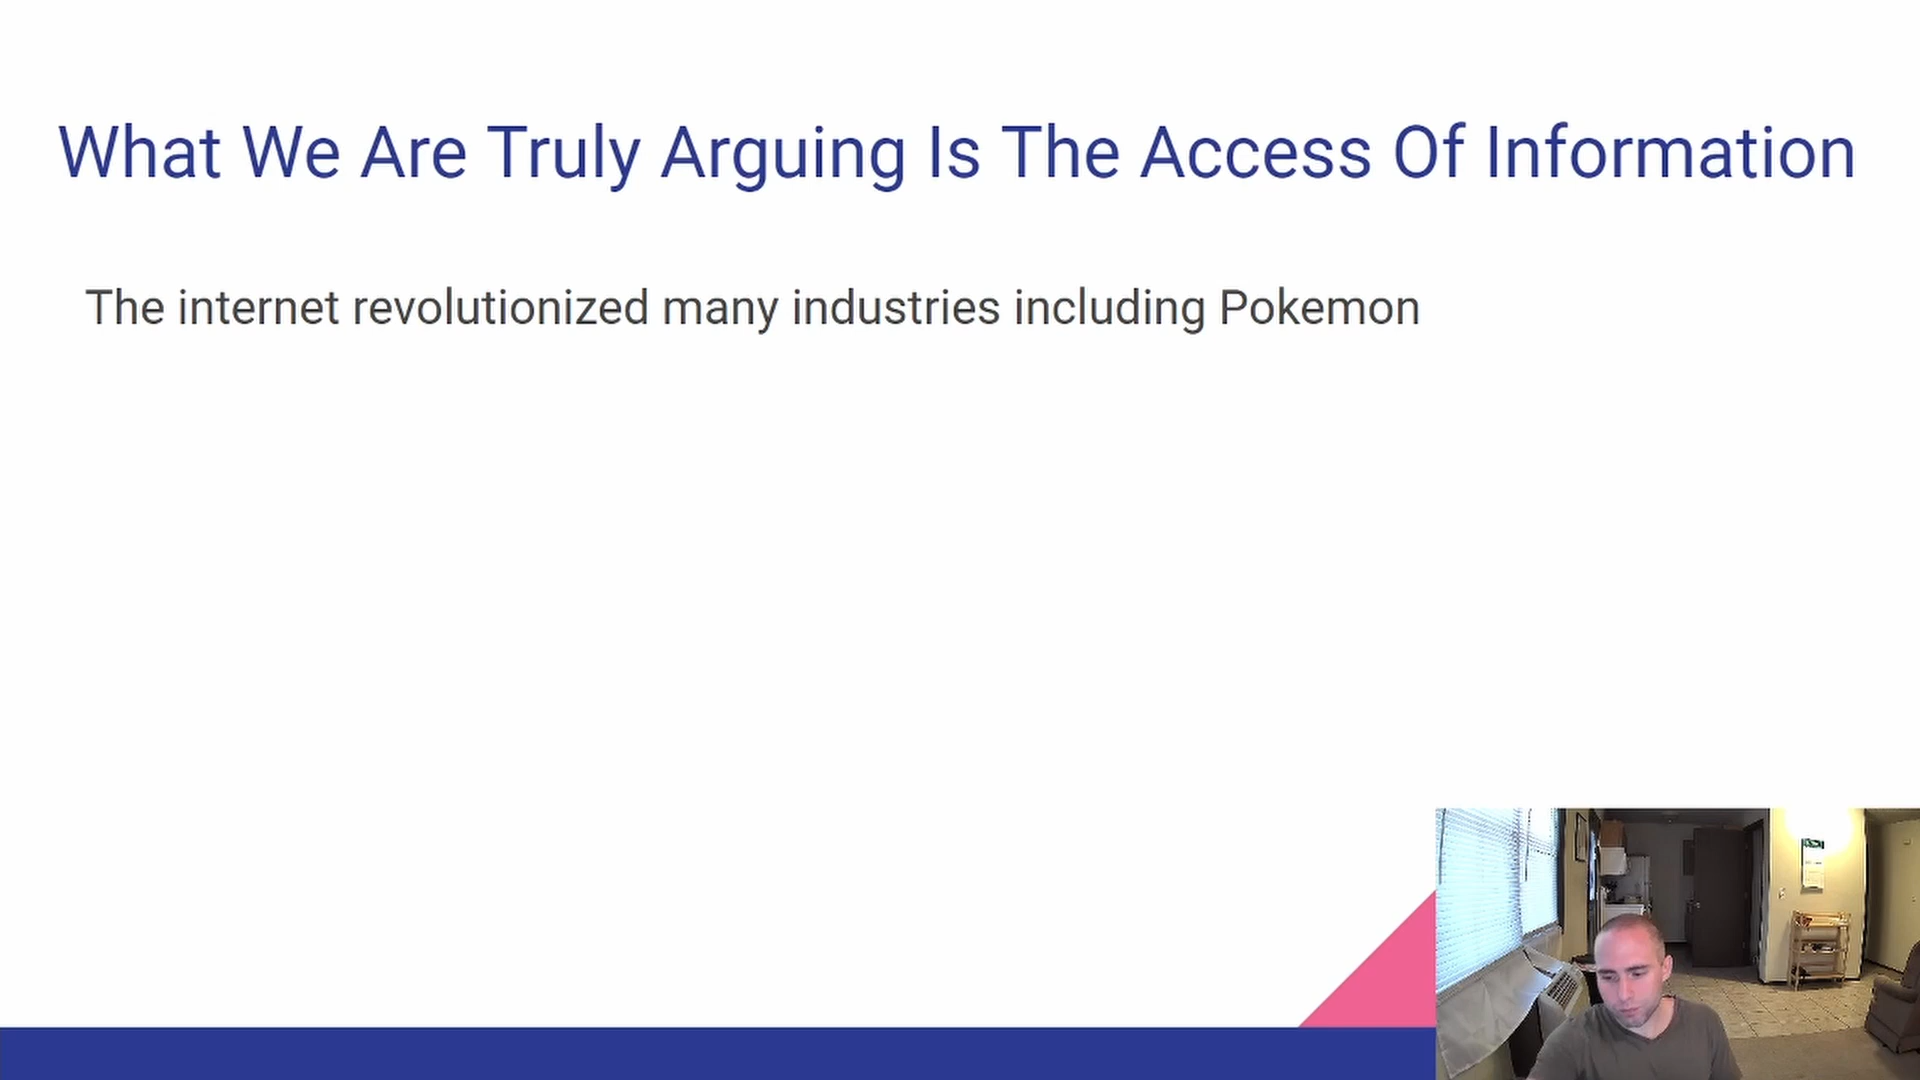 What We Are Truly Arguing Is The Access Of Information
The internet revolutionized many industries including Pokemon